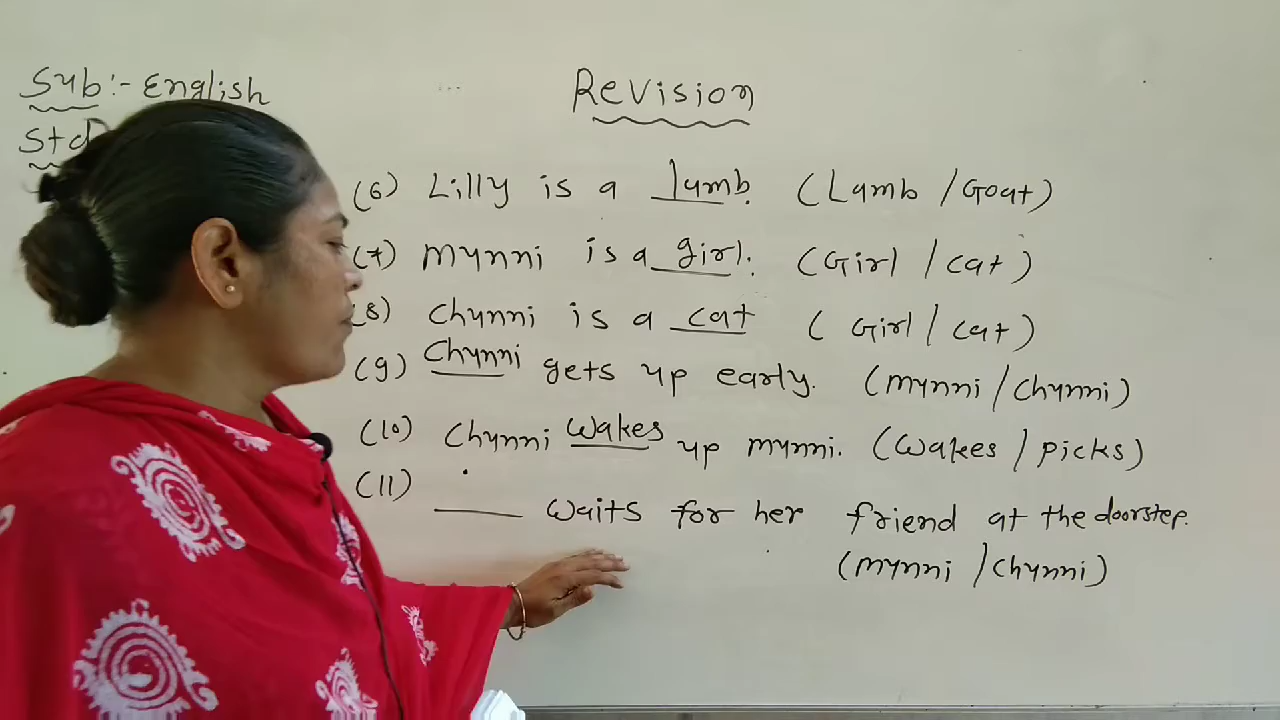 Sub :- English
Std
Revision
(6) Lilly is a lamb. (Lamb / Goat)
(7) Mynni is a girl. (Girl / cat)
(8) Chynni is a cat (Girl / cat)
(9) Chynni gets up early. (Mynni / Chynni)
(10) Chynni wakes up Mynni. (Wakes / Picks)
(11) ____ Waits for her friend at the doorstep.
(Mynni / Chynni)